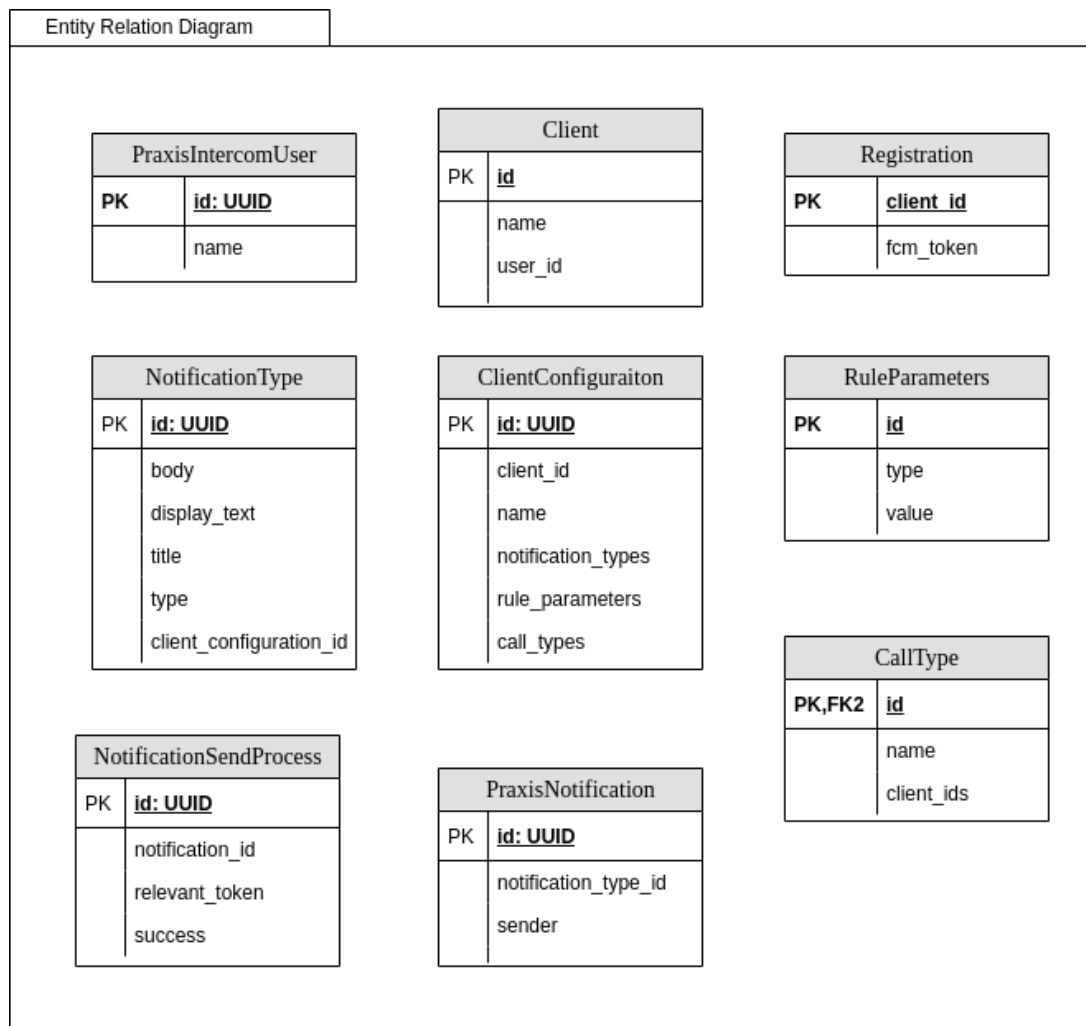 Entity Relation Diagram
PraxisIntercomUser
PK id: UUID
name
Client
PK id
name
user_id
Registration
PK client_id
fcm_token
NotificationType
PK id: UUID
body
display_text
title
type
client_configuration_id
ClientConfiguraiton
PK id: UUID
client_id
name
notification_types
rule_parameters
call_types
RuleParameters
PK id
type
value
CallType
PK,FK2 id
name
client_ids
NotificationSendProcess
PK id: UUID
notification_id
relevant_token
success
PraxisNotification
PK id: UUID
notification_type_id
sender